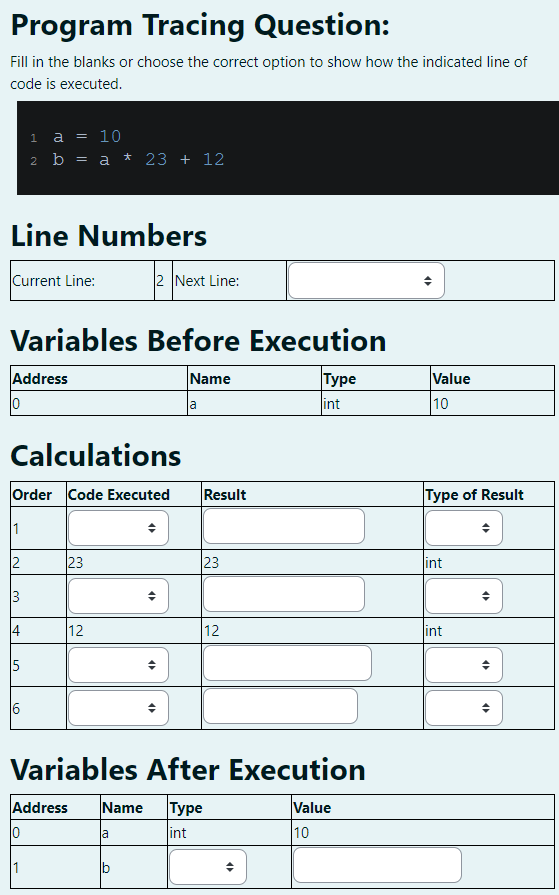 Program Tracing Question:
Fill in the blanks or choose the correct option to show how the indicated line of
code is executed.
1 a = 10
2 b = a * 23 + 12
Line Numbers
Current Line: 2 Next Line:
Variables Before Execution
Address Name Type Value
0 a int 10
Calculations
Order Code Executed Result Type of Result
1
2 23 23 int
3
4 12 12 int
5
6
Variables After Execution
Address Name Type Value
0 a int 10
1 b